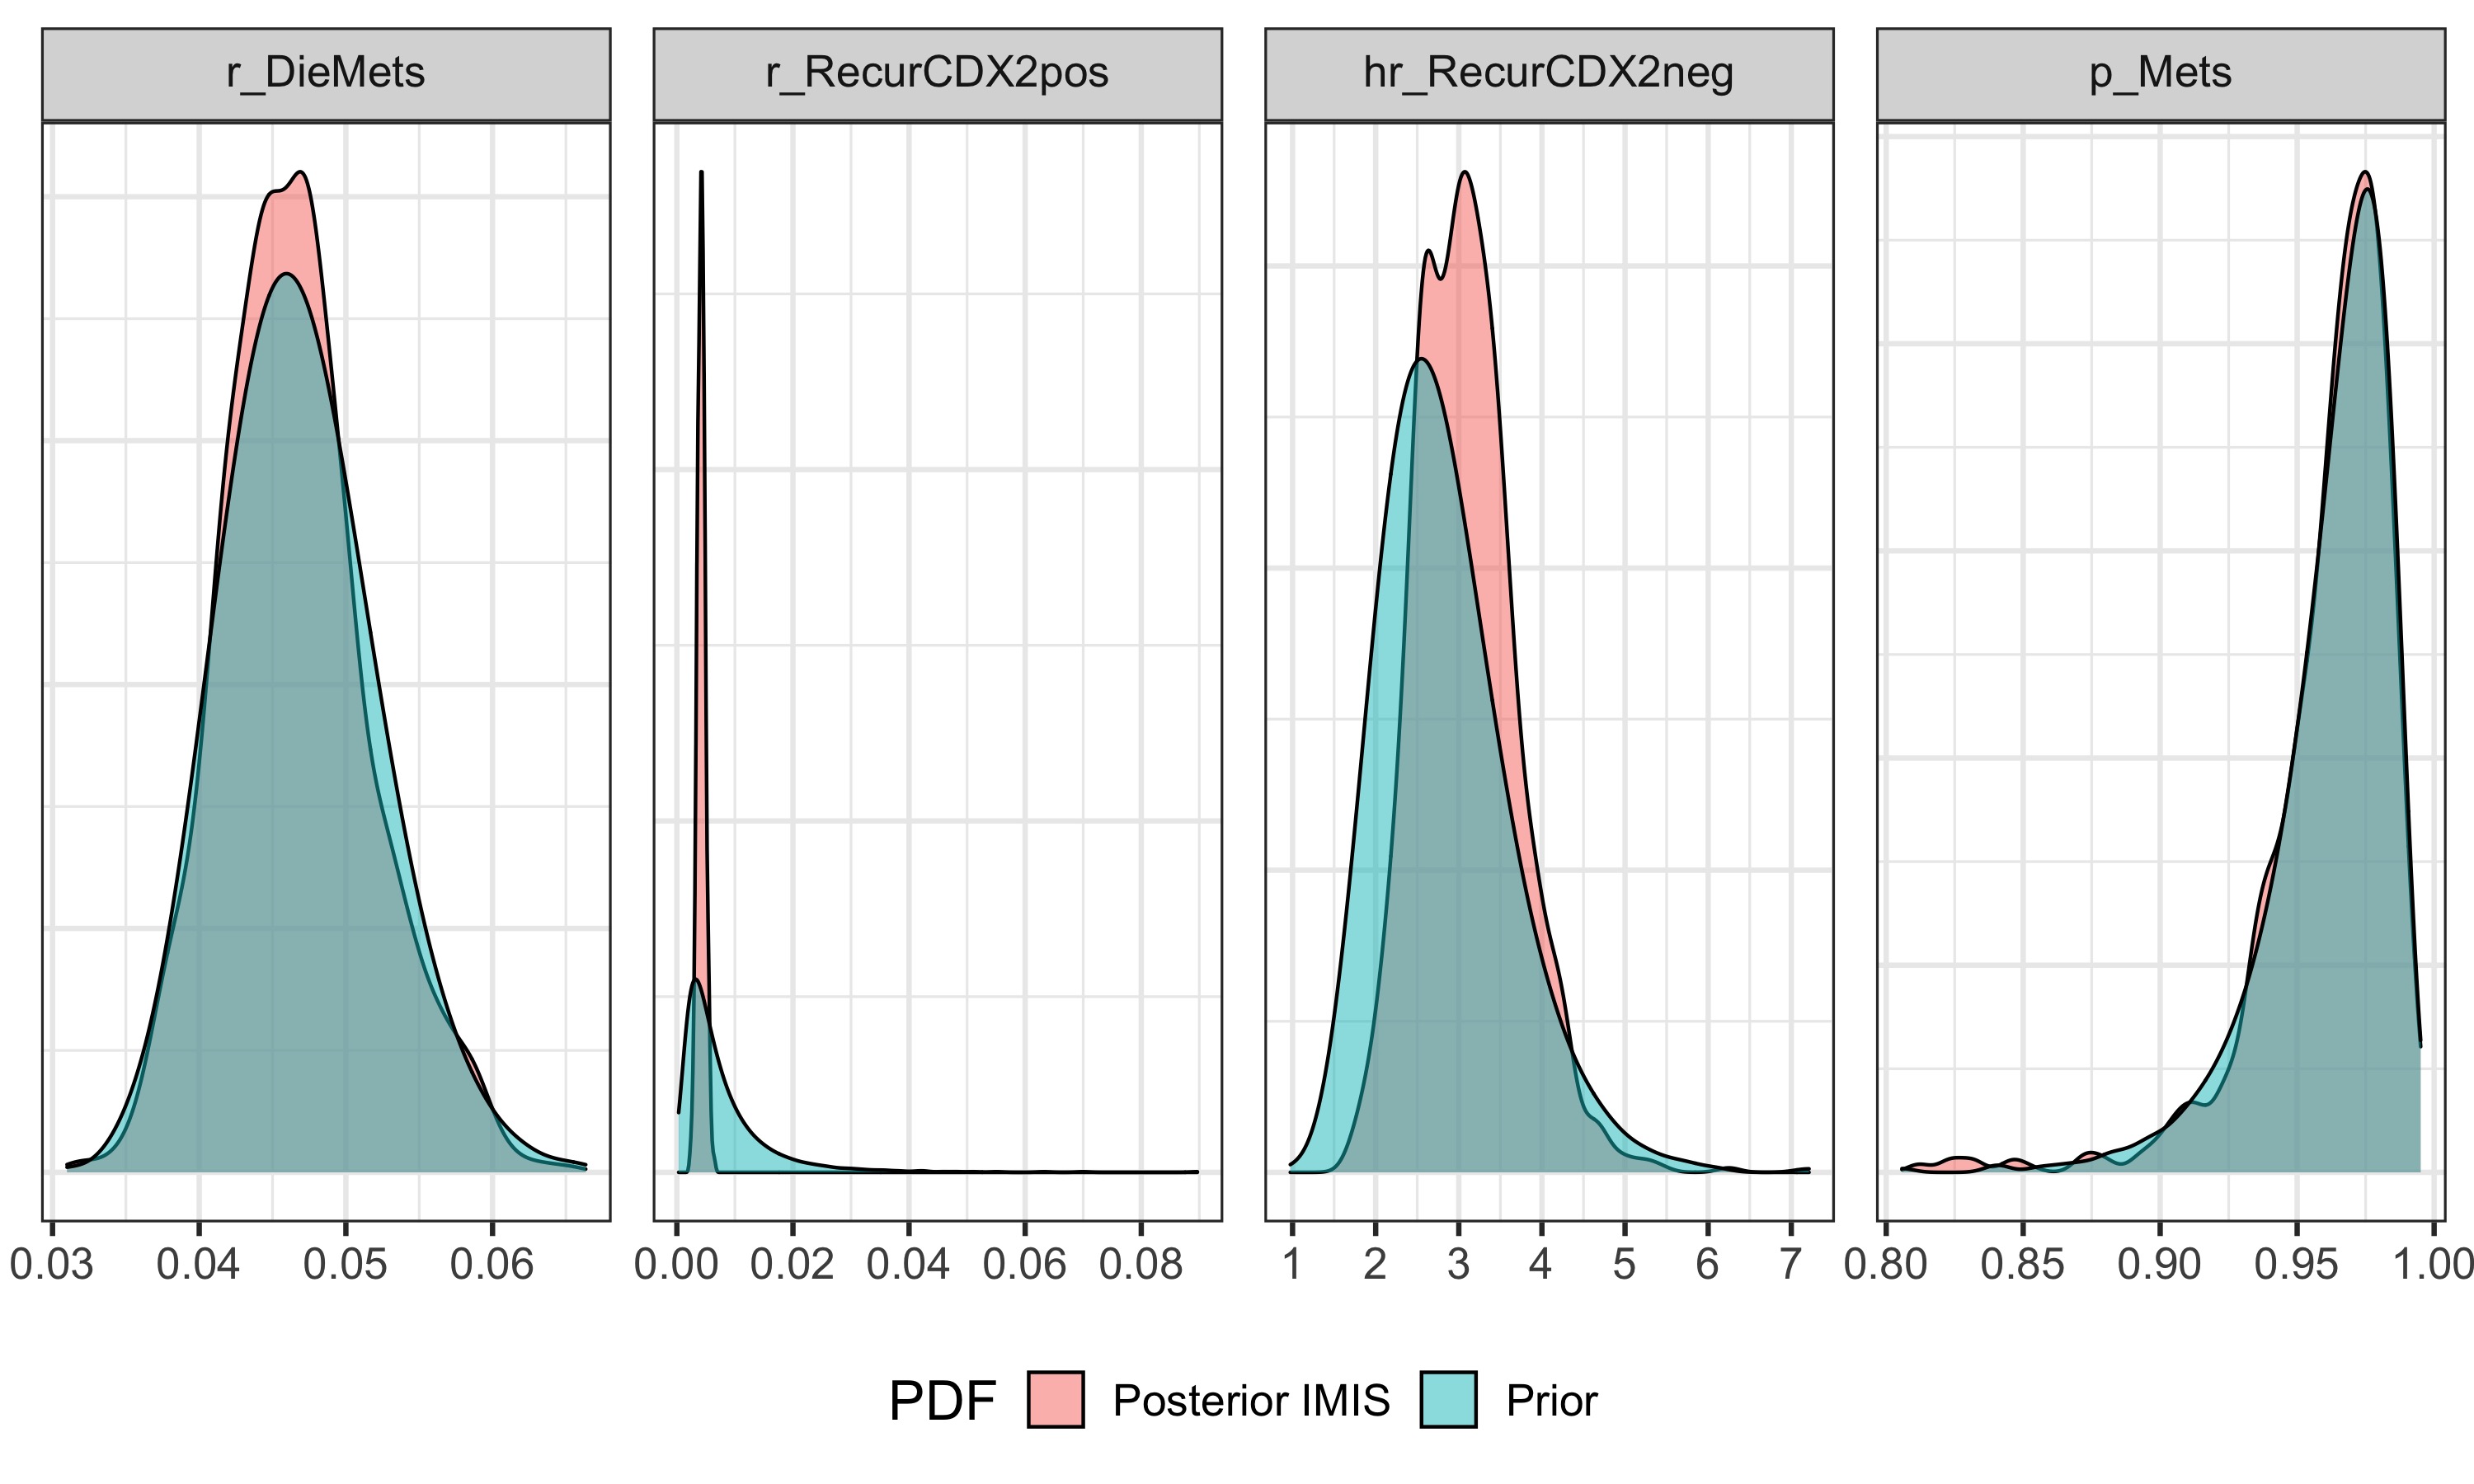 r_DieMets r_RecurCDX2pos hr_RecurCDX2neg p_Mets
0.03 0.04 0.05 0.06 0.000 0.02 0.04 0.06 0.08 1 2 3 4 5 6 7 0.80 0.85 0.90 0.95 1.00
PDF Posterior IMIS Prior